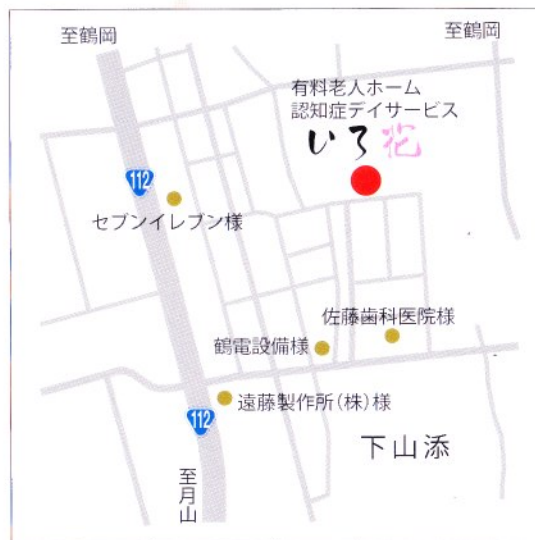 至鶴岡
至鶴岡
有料老人ホーム
認知症デイサービス
いろ花
112
セブンイレブン様
佐藤歯科医院様
鶴電設備様
遠藤製作所(株)様
112
下山添
至月山